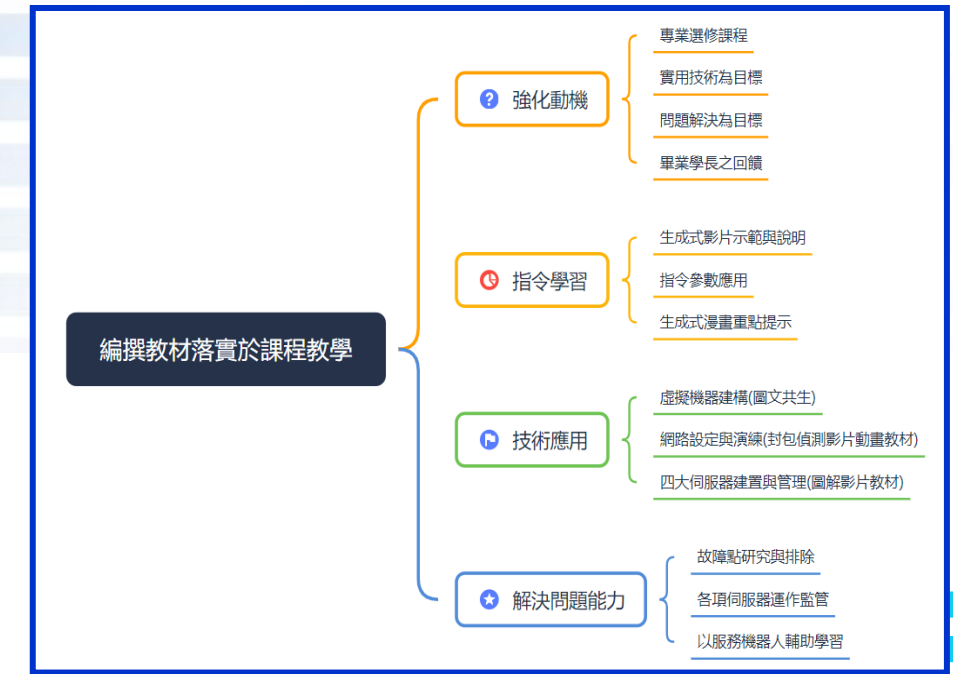 編撰教材落實於課程教學
強化動機
專業選修課程
實用技術為目標
問題解決為目標
畢業學長之回饋
指令學習
生成式影片示範與說明
指令參數應用
生成式漫畫重點提示
技術應用
虛擬機器建構(圖文共生)
網路設定與演練(封包偵測影片動畫教材)
四大伺服器建置與管理(圖解影片教材)
解決問題能力
故障點研究與排除
各項伺服器運作監管
以服務機器人輔助學習